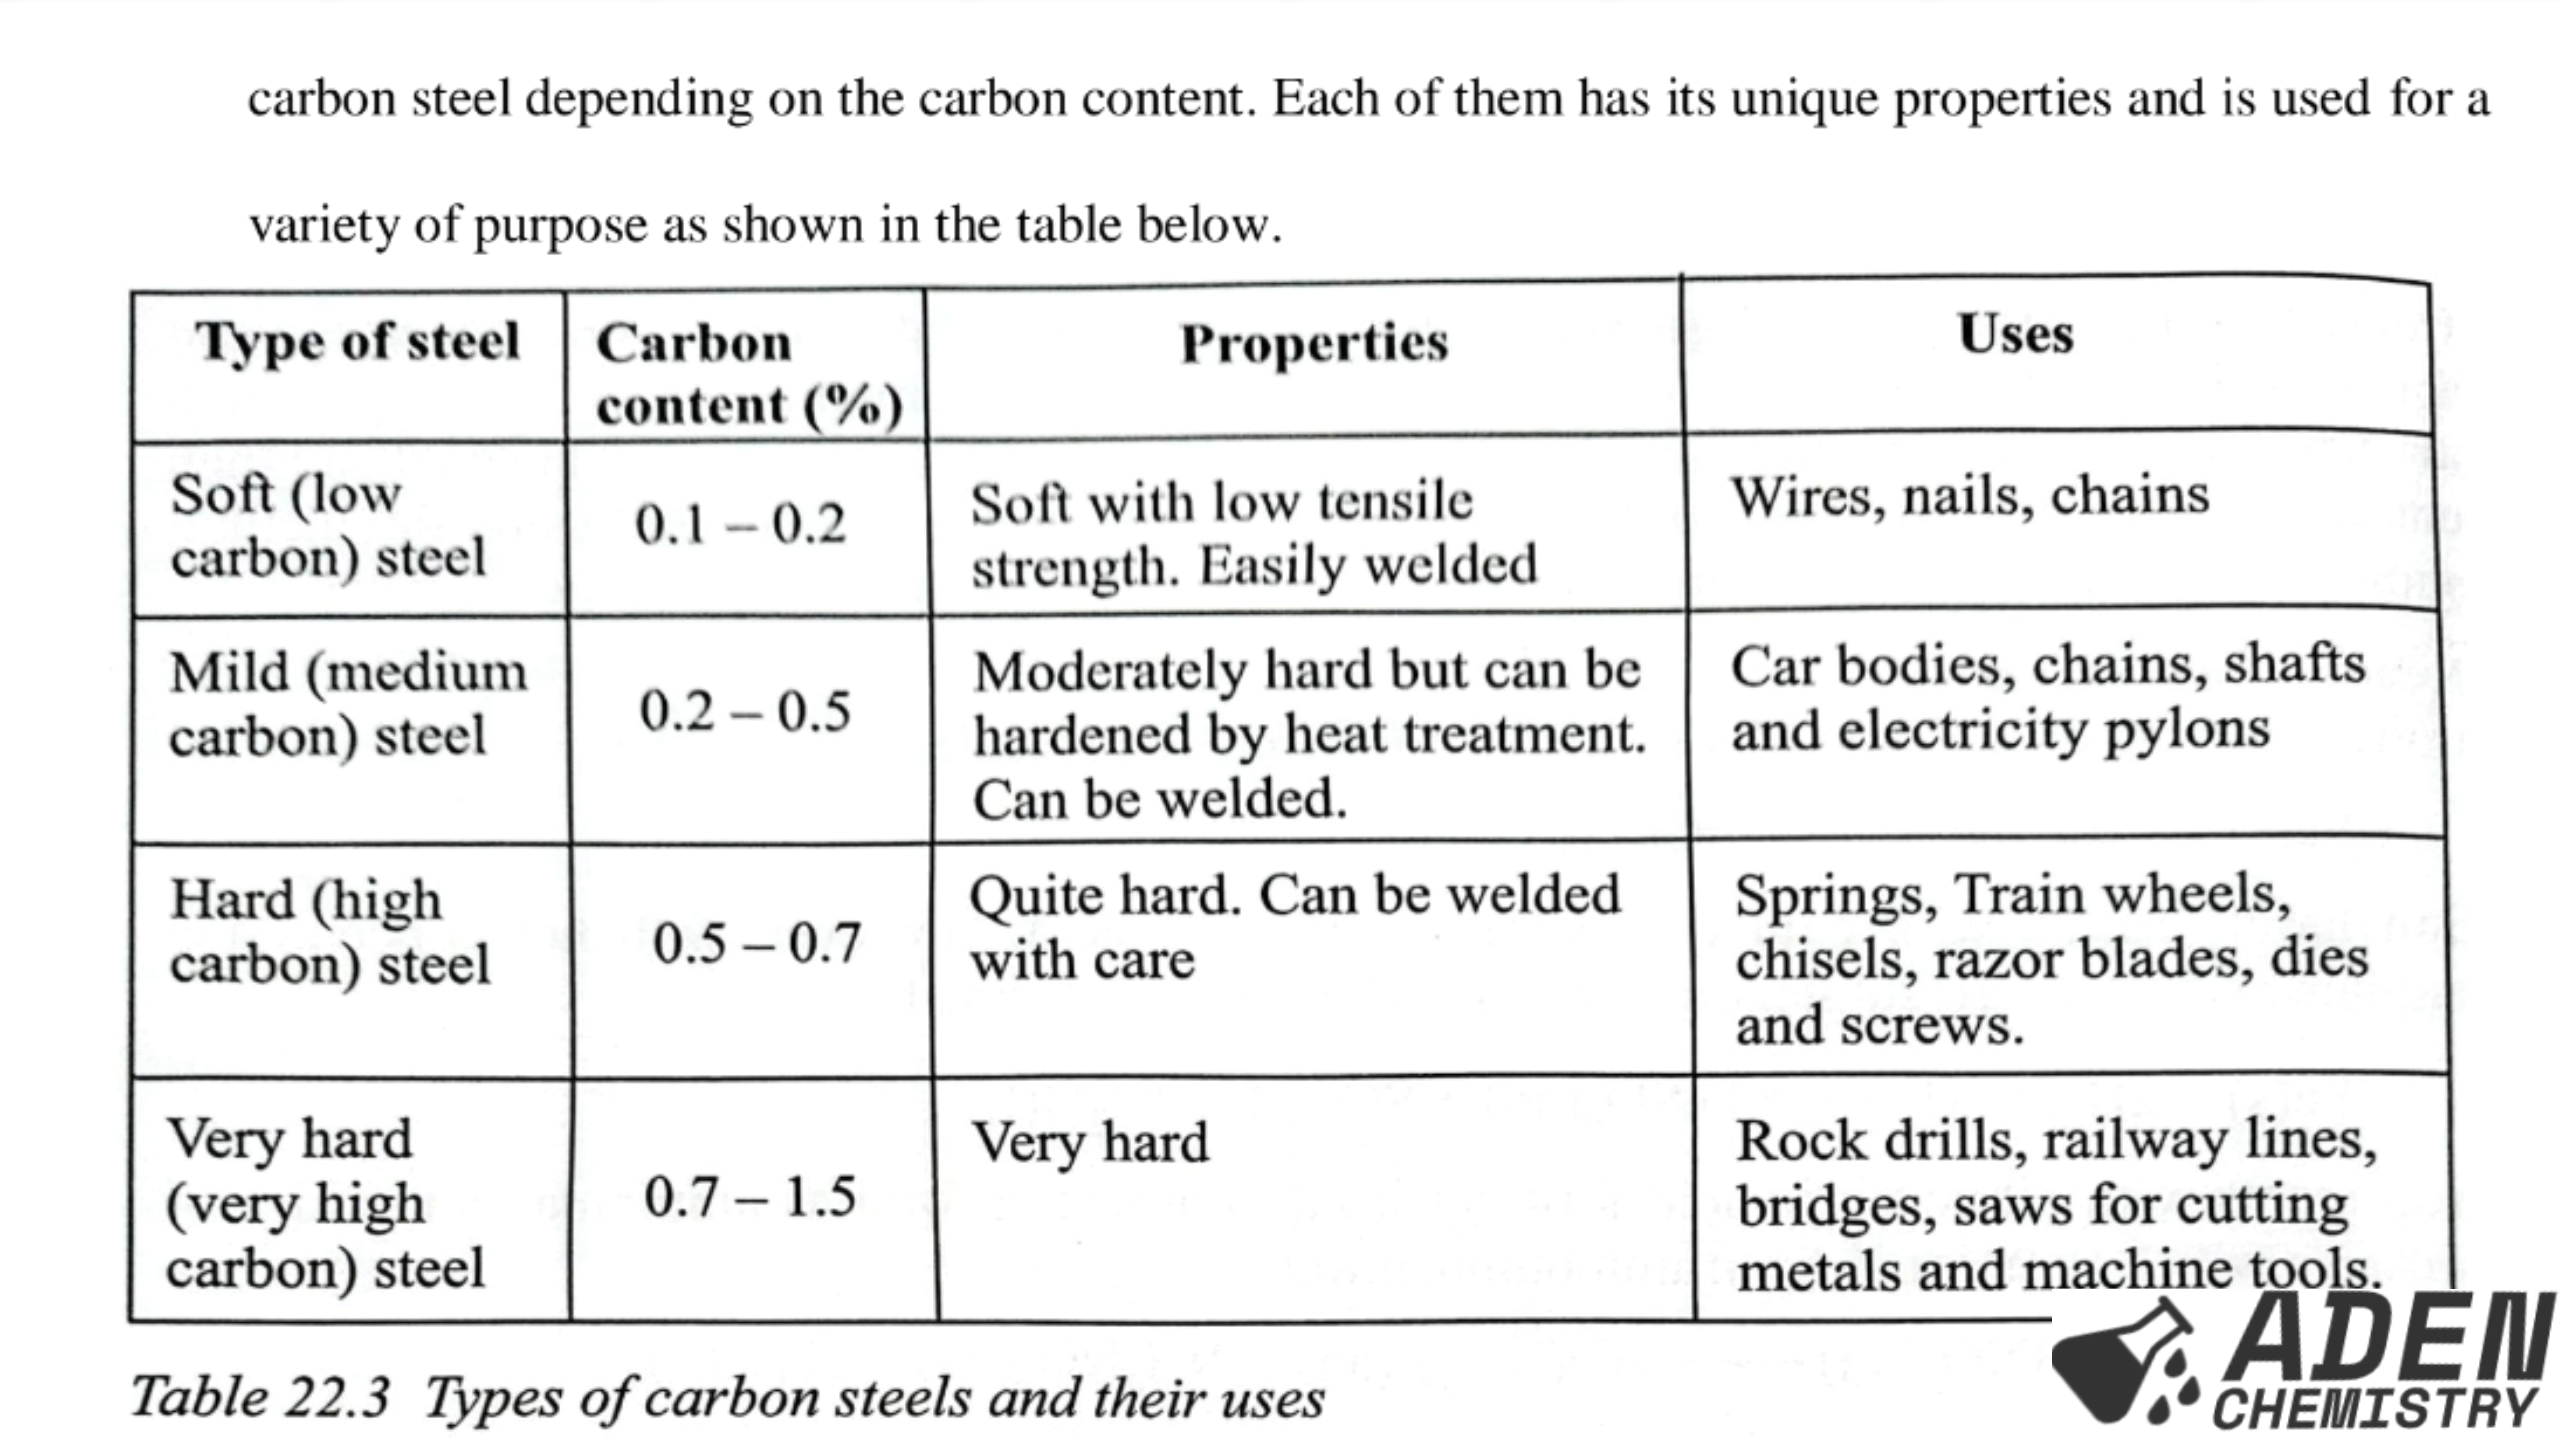 carbon steel depending on the carbon content. Each of them has its unique properties and is used for a
variety of purpose as shown in the table below.
Type of steel
Carbon
content (%)
Properties
Uses
Soft (low
carbon) steel
0.1 – 0.2
Soft with low tensile
strength. Easily welded
Wires, nails, chains
Mild (medium
carbon) steel
0.2 – 0.5
Moderately hard but can be
hardened by heat treatment.
Can be welded.
Car bodies, chains, shafts
and electricity pylons
Hard (high
carbon) steel
0.5 – 0.7
Quite hard. Can be welded
with care
Springs, Train wheels,
chisels, razor blades, dies
and screws.
Very hard
(very high
carbon) steel
0.7 – 1.5
Very hard
Rock drills, railway lines,
bridges, saws for cutting
metals and machine tools.
Table 22.3 Types of carbon steels and their uses
ADEN
CHEMISTRY